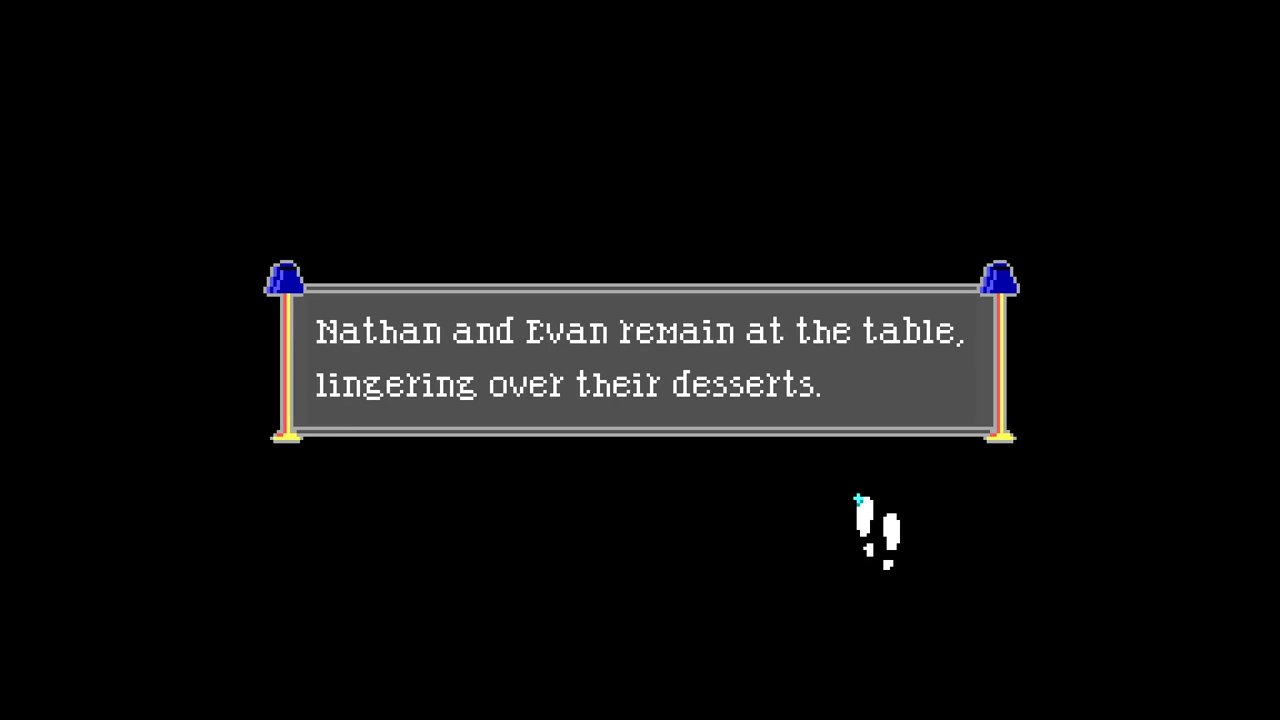 Nathan and Evan remain at the table,
lingering over their desserts.